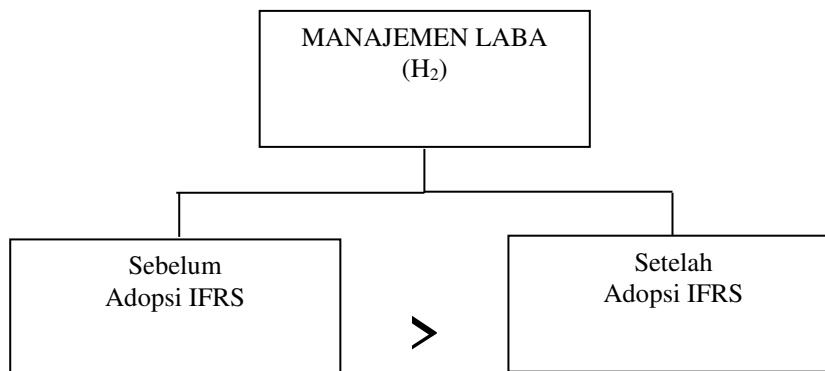 MANAJEMEN LABA
(H₂)
Sebelum
Adopsi IFRS
>
Setelah
Adopsi IFRS